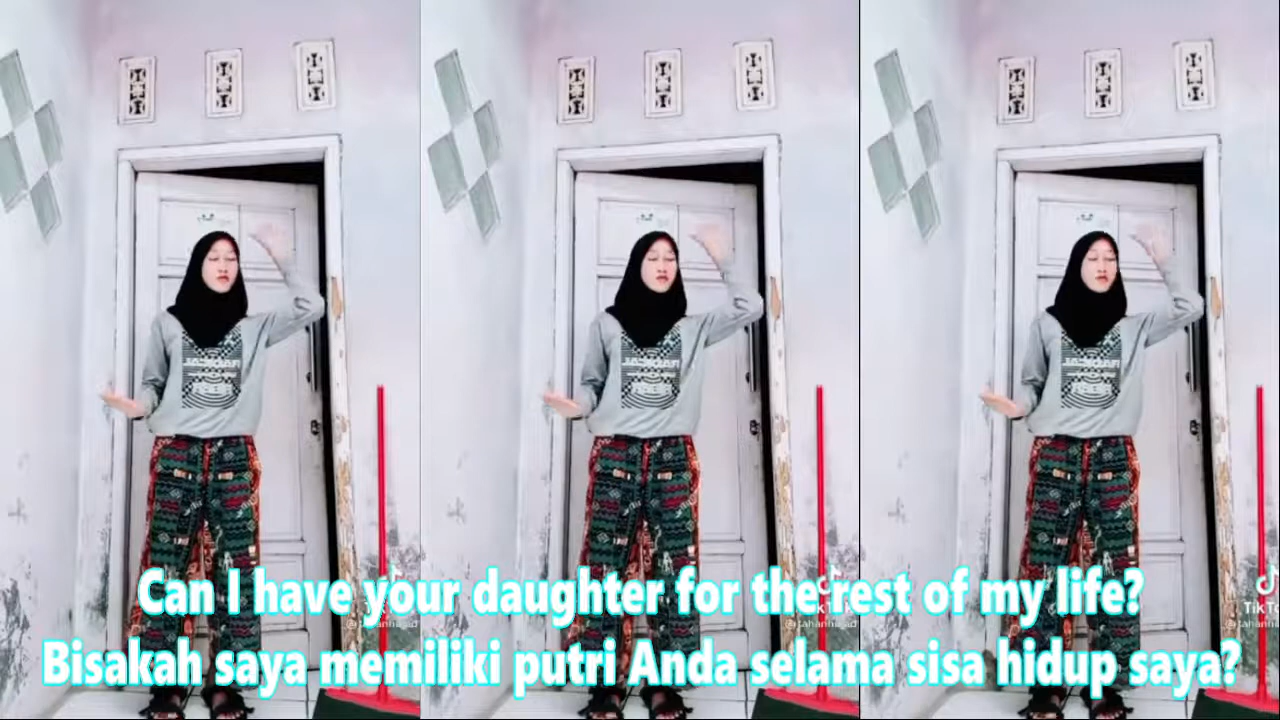 Can I have your daughter for the rest of my life?
Bisakah saya memiliki putri Anda selama sisa hidup saya?